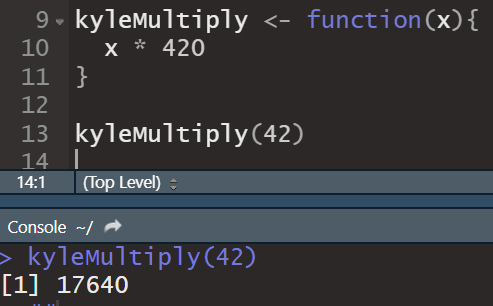 9 kyleMultiply <- function(x){
10   x * 420
11 }
12
13 kyleMultiply(42)
14
14:1 (Top Level)
Console ~/
> kyleMultiply(42)
[1] 17640